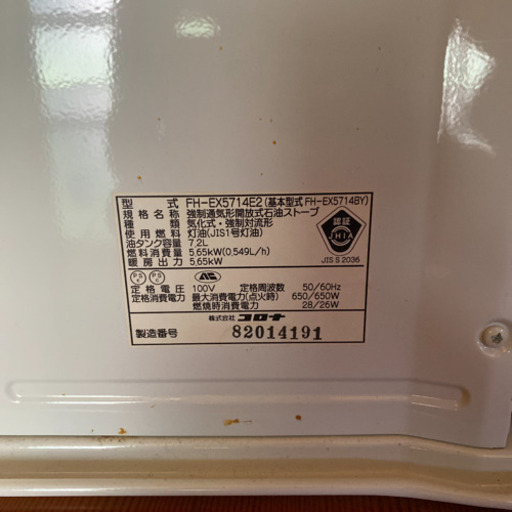 型式 FH-EX5714E2(基本型式FH-EX5714BY)
規格名称 強制通気形開放式石油ストーブ
種類 気化式・強制対流形
使用燃料 灯油(JIS1号灯油)
油タンク容量 7.2L
燃料消費量 5.65kW(0.549L/h)
暖房出力 5.65kW
認証
JHIA
JIS S 2036
PS
PS
定格電圧 100V 定格周波数 50/60Hz
定格消費電力 最大消費電力(点火時) 650/650W
燃焼時消費電力 28/26W
株式会社 コロナ
製造番号 82014191